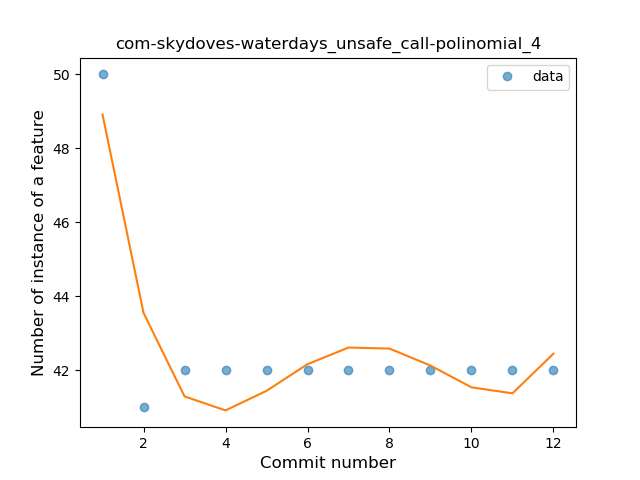 com-skydoves-waterdays_unsafe_call-polinomial_4
data
Number of instance of a feature
50
48
46
44
42
2
4
6
8
10
12
Commit number